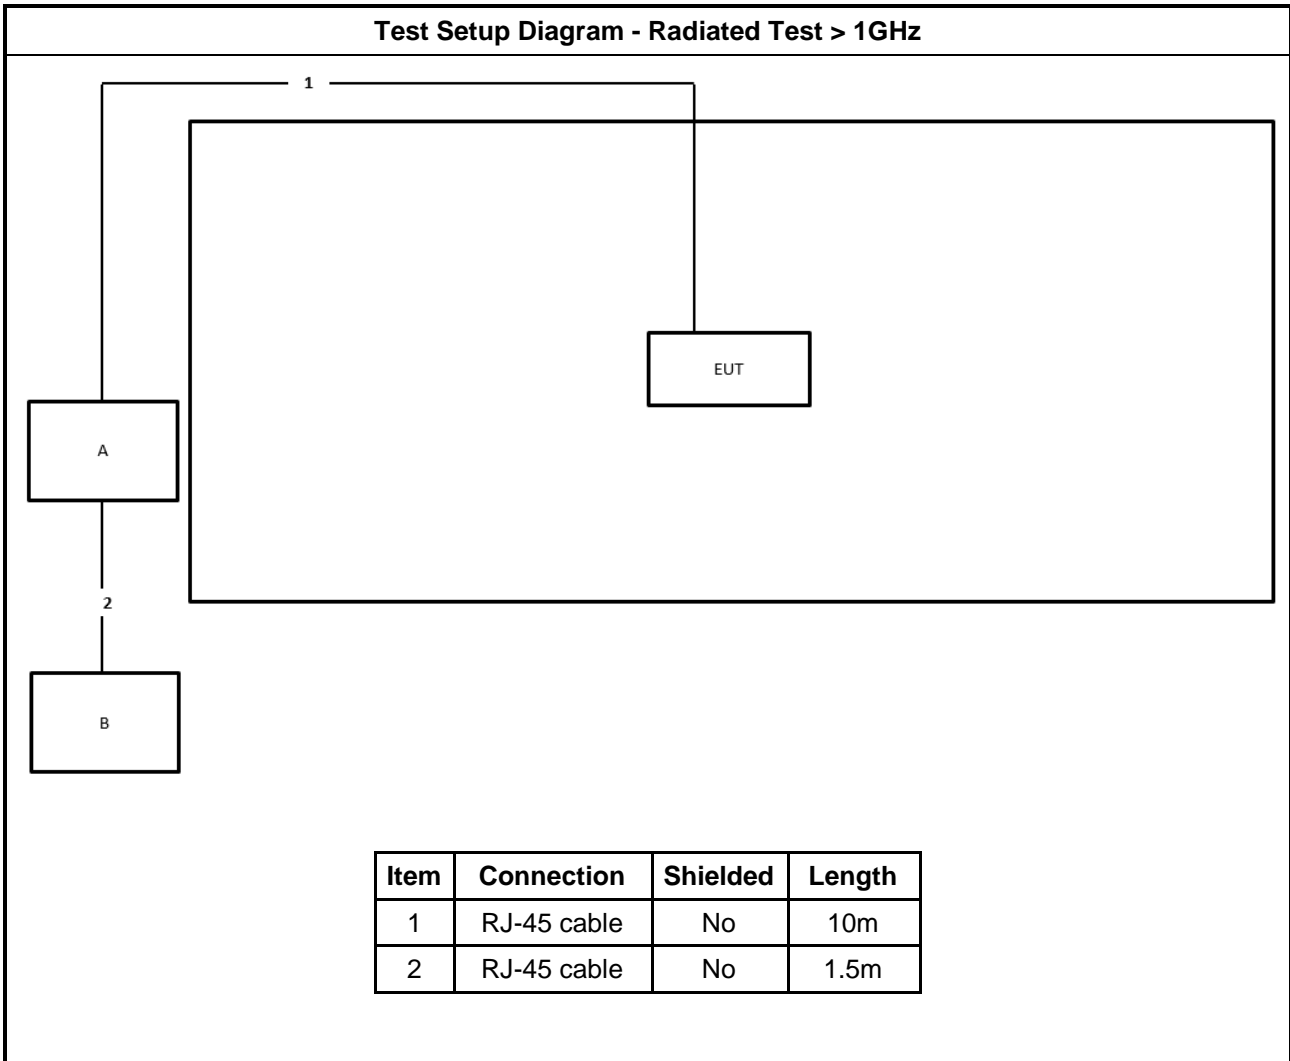 Test Setup Diagram - Radiated Test > 1GHz
1
EUT
A
2
B
Item Connection Shielded Length
1 RJ-45 cable No 10m
2 RJ-45 cable No 1.5m